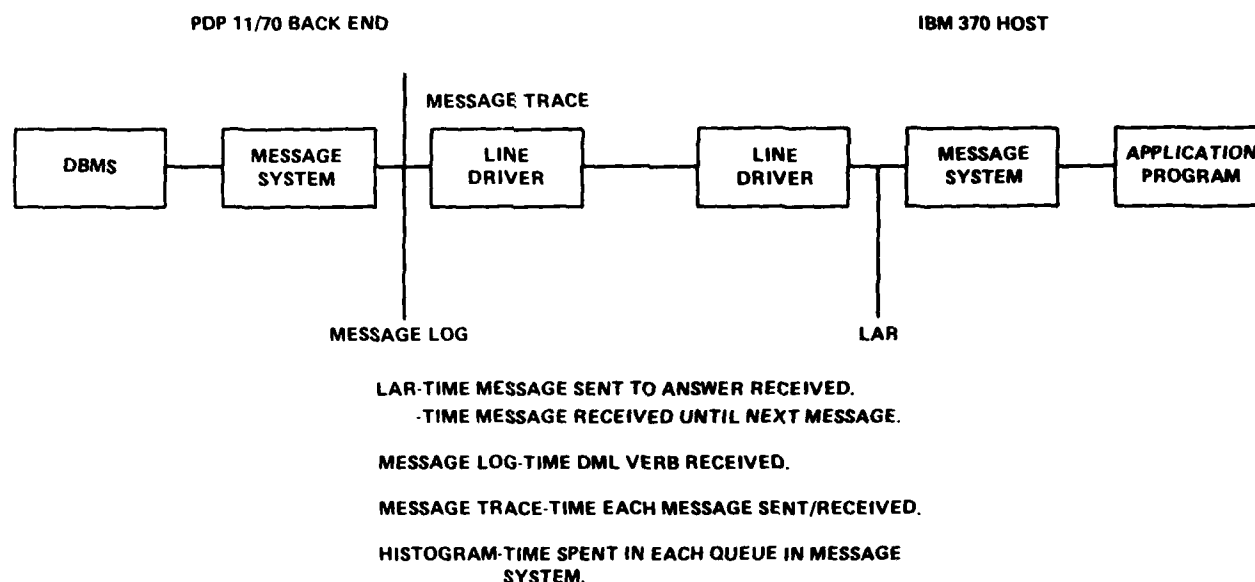 PDP 11/70 BACK END
IBM 370 HOST
MESSAGE TRACE
DBMS
MESSAGE
SYSTEM
LINE
DRIVER
LINE
DRIVER
MESSAGE
SYSTEM
APPLICATION
PROGRAM
MESSAGE LOG
LAR
LAR-TIME MESSAGE SENT TO ANSWER RECEIVED.
-TIME MESSAGE RECEIVED UNTIL NEXT MESSAGE.
MESSAGE LOG-TIME DML VERB RECEIVED.
MESSAGE TRACE-TIME EACH MESSAGE SENT/RECEIVED.
HISTOGRAM-TIME SPENT IN EACH QUEUE IN MESSAGE
SYSTEM.